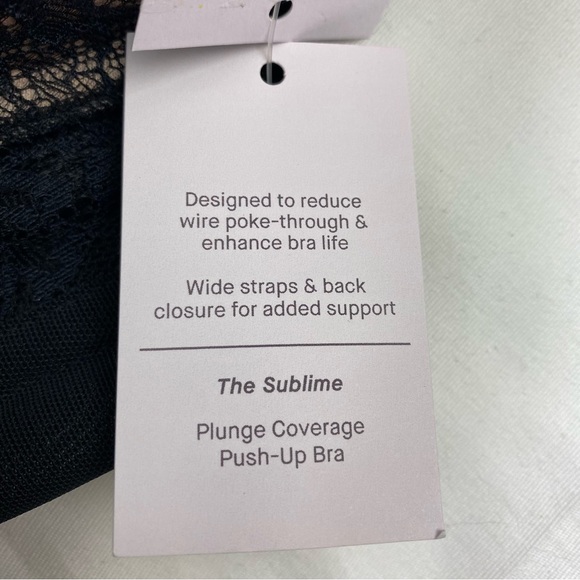 Designed to reduce
wire poke-through &
enhance bra life
Wide straps & back
closure for added support
The Sublime
Plunge Coverage
Push-Up Bra